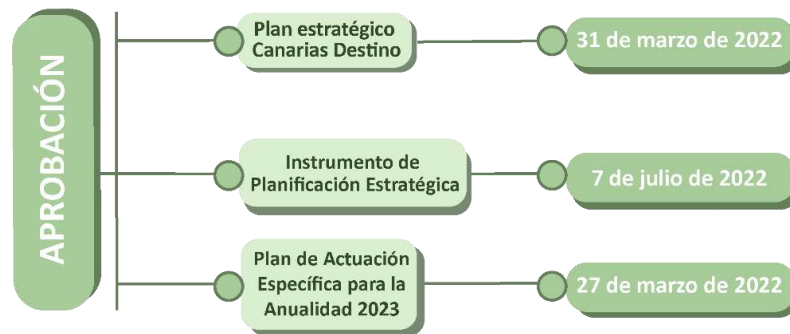 APROBACIÓN
Plan estratégico
Canarias Destino
31 de marzo de 2022
Instrumento de
Planificación Estratégica
7 de julio de 2022
Plan de Actuación
Específica para la
Anualidad 2023
27 de marzo de 2022